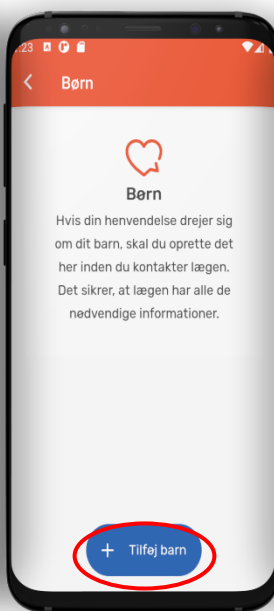 :23
Børn
Børn
Hvis din henvendelse drejer sig
om dit barn, skal du oprette det
her inden du kontakter lægen.
Det sikrer, at lægen har alle de
nødvendige informationer.
+ Tilføj barn